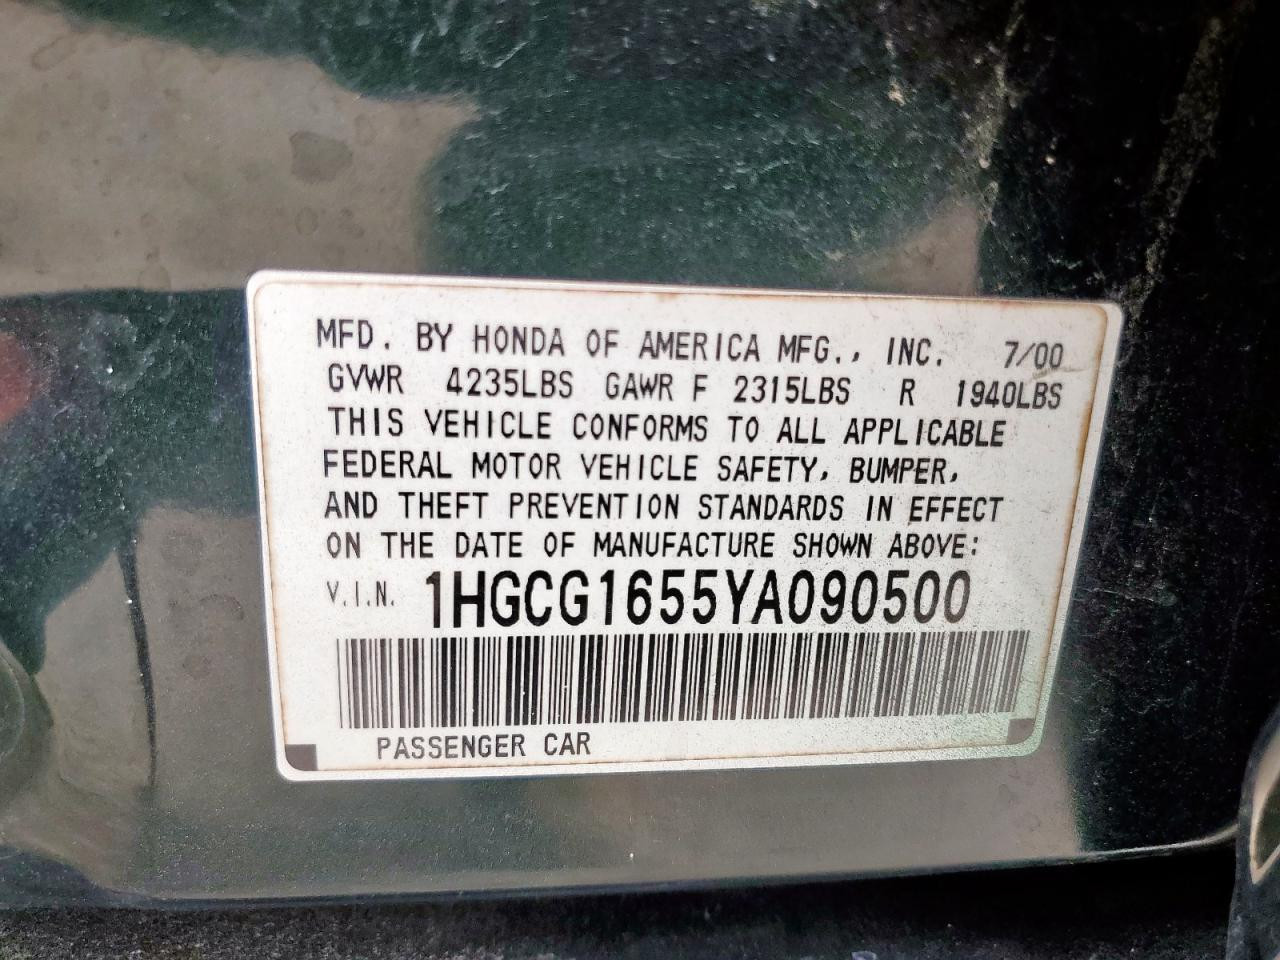 MFD. BY HONDA OF AMERICA MFG., INC. 7/00
GVWR 4235LBS GAWR F 2315LBS R 1940LBS
THIS VEHICLE CONFORMS TO ALL APPLICABLE
FEDERAL MOTOR VEHICLE SAFETY, BUMPER,
AND THEFT PREVENTION STANDARDS IN EFFECT
ON THE DATE OF MANUFACTURE SHOWN ABOVE:
V.I.N. 1HGCG1655YA090500
PASSENGER CAR